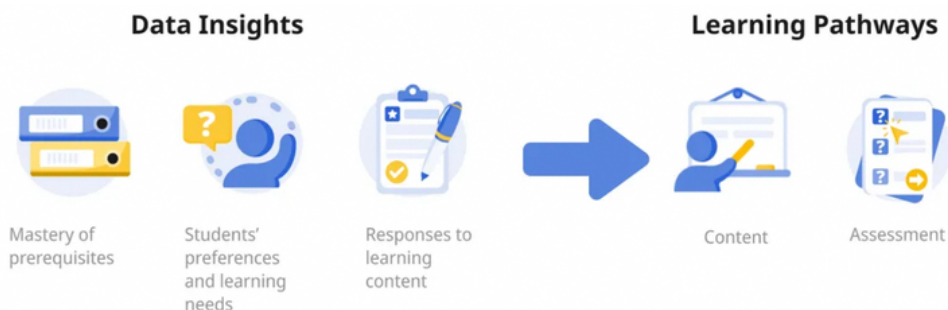 Data Insights
Learning Pathways
?
?
?
?
Mastery of
prerequisites
Students'
preferences
and learning
needs
Responses to
learning
content
Content
Assessment